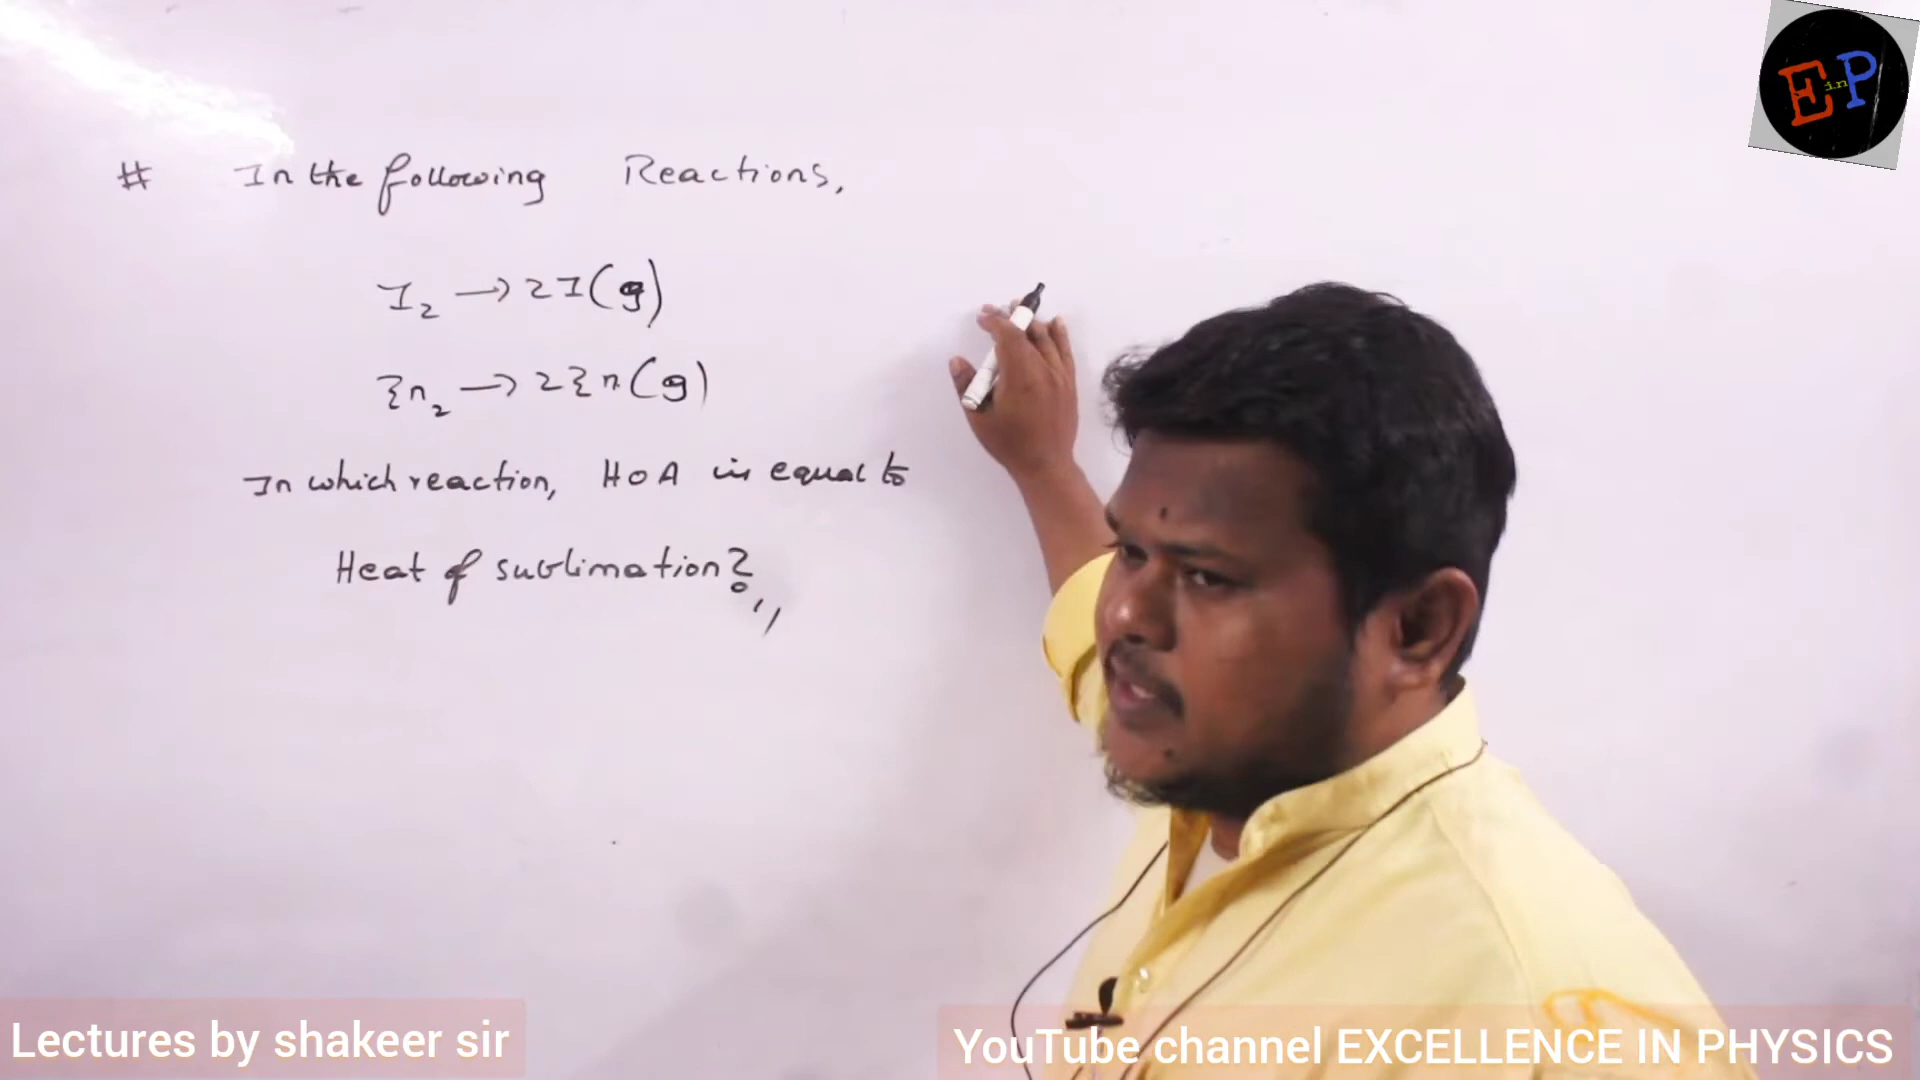 # In the following Reactions,
I₂ → 2I(g)
Zn₂ → 2Zn(g)
In which reaction, HOA is equal to
Heat of sublimation?,,
E in P
Lectures by shakeer sir
YouTube channel EXCELLENCE IN PHYSICS